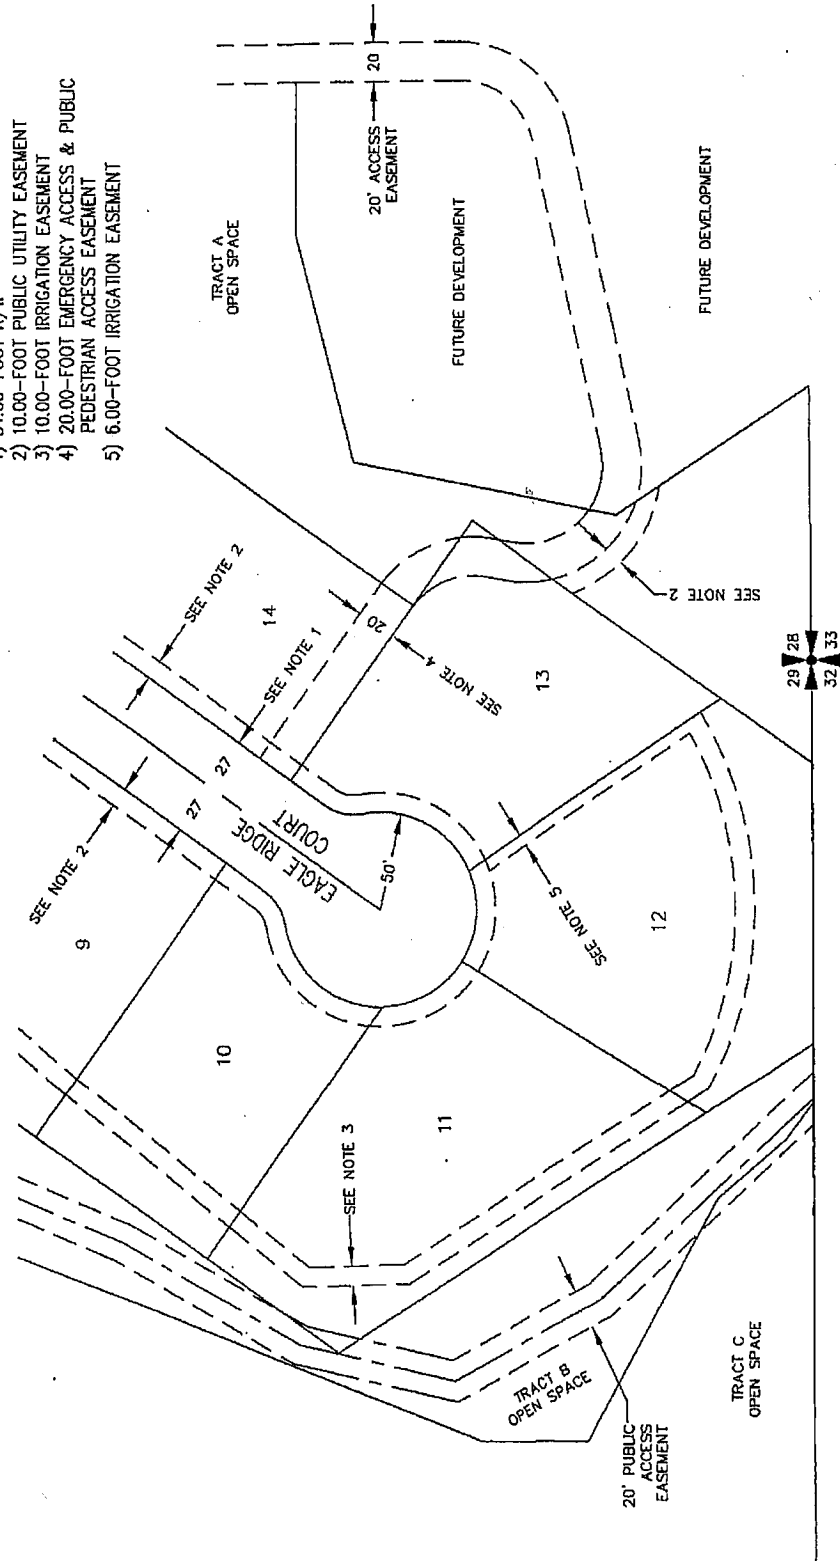 2) 10.00-FOOT PUBLIC UTILITY EASEMENT
3) 10.00-FOOT IRRIGATION EASEMENT
4) 20.00-FOOT EMERGENCY ACCESS & PUBLIC
PEDESTRIAN ACCESS EASEMENT
5) 6.00-FOOT IRRIGATION EASEMENT
20
20' ACCESS
EASEMENT
TRACT A
OPEN SPACE
FUTURE DEVELOPMENT
FUTURE DEVELOPMENT
SEE NOTE 2
14
SEE NOTE 1
20
SEE NOTE 4
13
SEE NOTE 2
SEE NOTE 2
27
27
EAGLE RIDGE
COURT
50'
9
10
11
12
SEE NOTE 5
SEE NOTE 3
29
28
32
33
TRACT B
OPEN SPACE
20' PUBLIC
ACCESS
EASEMENT
TRACT C
OPEN SPACE